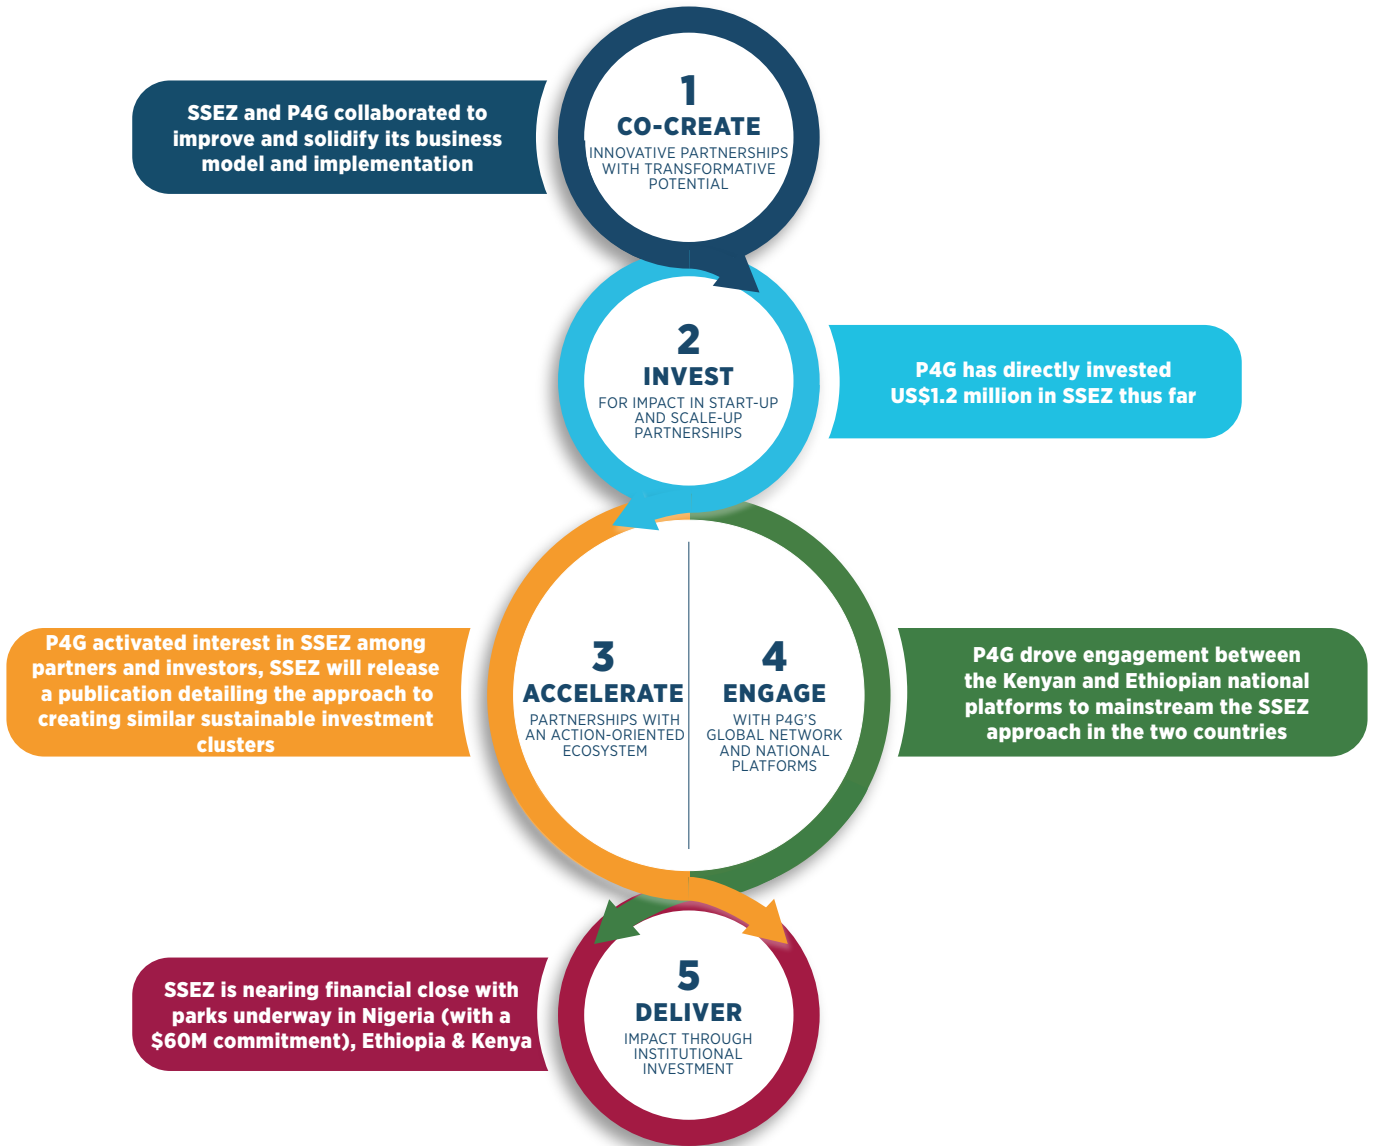 SSEZ and P4G collaborated to
improve and solidify its business
model and implementation
1
CO-CREATE
INNOVATIVE PARTNERSHIPS
WITH TRANSFORMATIVE
POTENTIAL
2
INVEST
FOR IMPACT IN START-UP
AND SCALE-UP
PARTNERSHIPS
P4G has directly invested
US$1.2 million in SSEZ thus far
P4G activated interest in SSEZ among
partners and investors, SSEZ will release
a publication detailing the approach to
creating similar sustainable investment
clusters
3
ACCELERATE
PARTNERSHIPS WITH
AN ACTION-ORIENTED
ECOSYSTEM
4
ENGAGE
WITH P4G'S
GLOBAL NETWORK
AND NATIONAL
PLATFORMS
P4G drove engagement between
the Kenyan and Ethiopian national
platforms to mainstream the SSEZ
approach in the two countries
SSEZ is nearing financial close with
parks underway in Nigeria (with a
$60M commitment), Ethiopia & Kenya
5
DELIVER
IMPACT THROUGH
INSTITUTIONAL
INVESTMENT